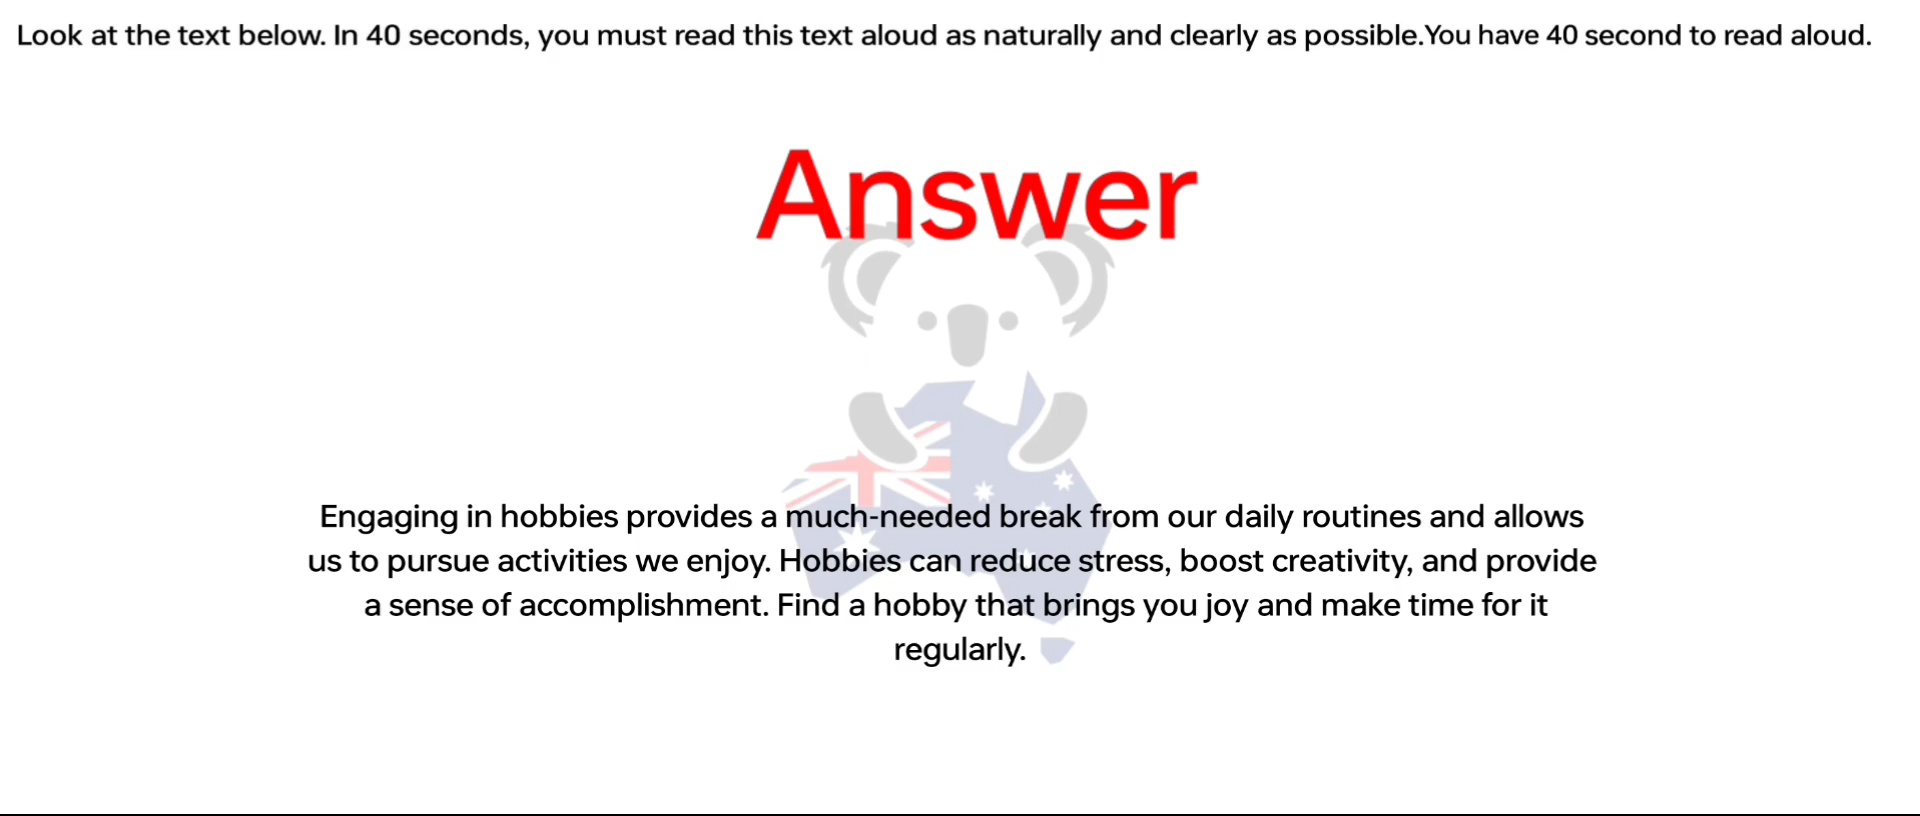 Look at the text below. In 40 seconds, you must read this text aloud as naturally and clearly as possible.You have 40 second to read aloud.
Answer
Engaging in hobbies provides a much-needed break from our daily routines and allows
us to pursue activities we enjoy. Hobbies can reduce stress, boost creativity, and provide
a sense of accomplishment. Find a hobby that brings you joy and make time for it
regularly.